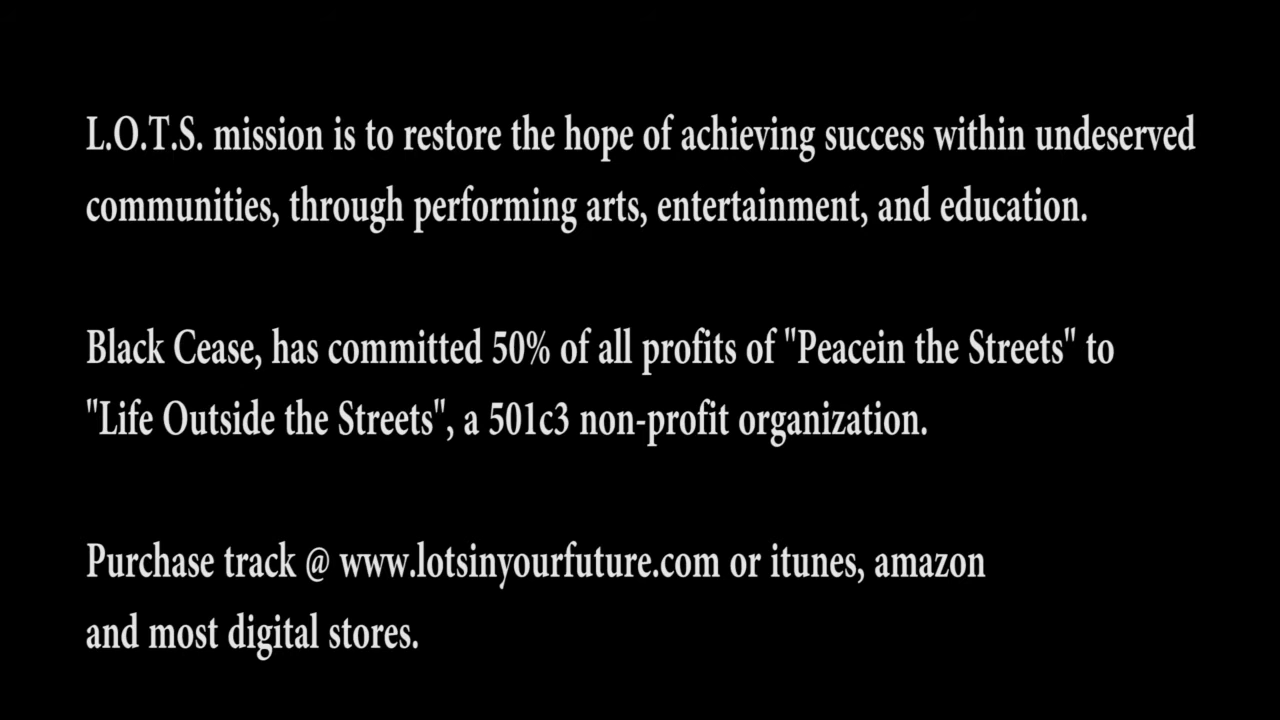 L.O.T.S. mission is to restore the hope of achieving success within undeserved
communities, through performing arts, entertainment, and education.
Black Cease, has committed 50% of all profits of "Peacein the Streets" to
"Life Outside the Streets", a 501c3 non-profit organization.
Purchase track @ www.lotsinyourfuture.com or itunes, amazon
and most digital stores.